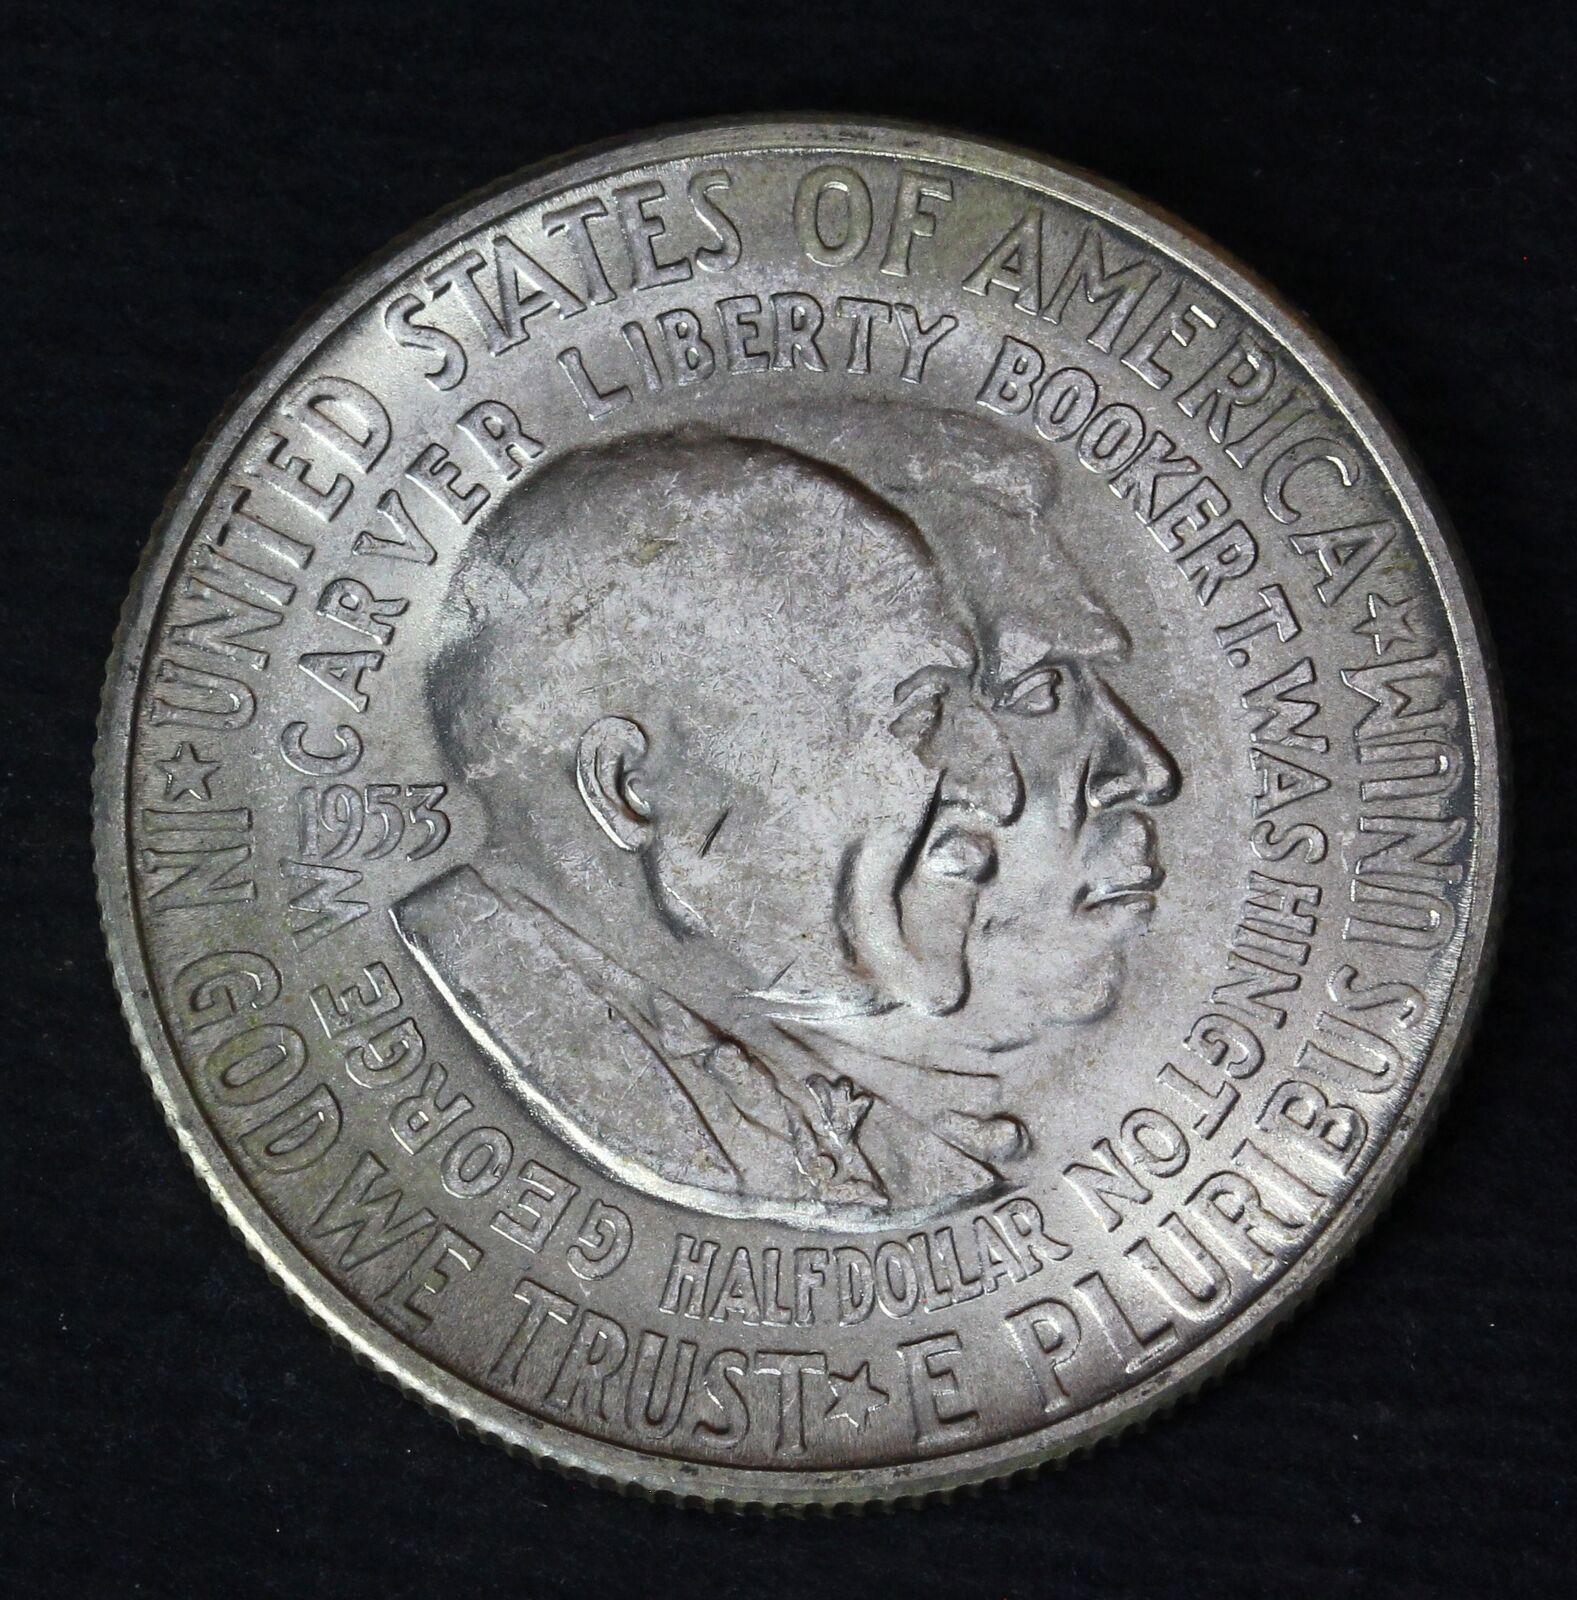 UNITED STATES OF AMERICA
E PLURIBUS UNUM
IN GOD WE TRUST
GEORGE W CARVER LIBERTY BOOKER T. WASHINGTON
1953
HALF DOLLAR